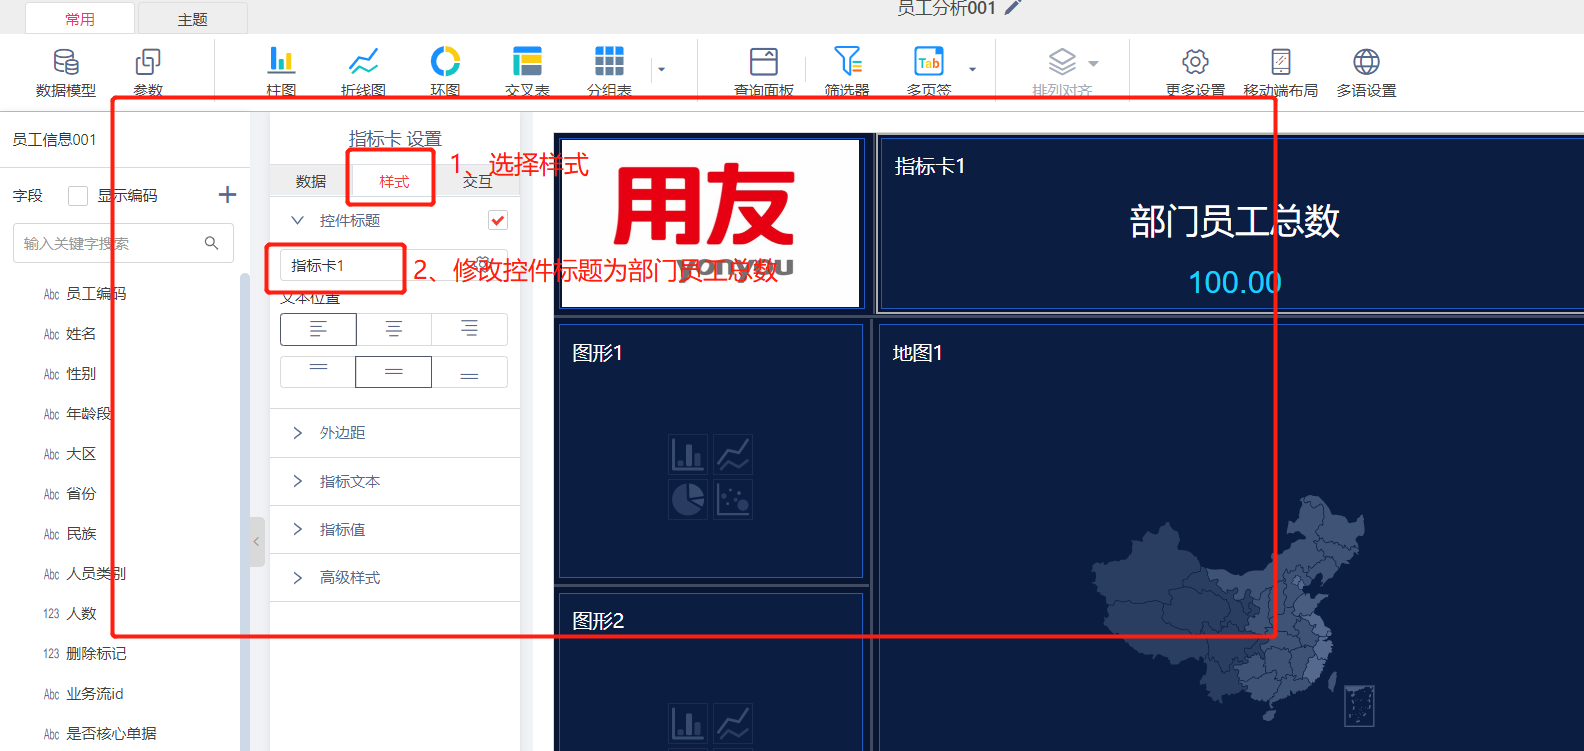 常用
主题
员工分析001
数据模型
参数
柱图
折线图
环图
交叉表
分组表
查询面板
筛选器
Tab
多页签
排列对齐
更多设置
移动端布局
多语设置
员工信息001
字段
显示编码
输入关键字搜索
Abc 员工编码
Abc 姓名
Abc 性别
Abc 年龄段
Abc 大区
Abc 省份
Abc 民族
Abc 人员类别
123 人数
123 删除标记
Abc 业务流id
Abc 是否核心单据
指标卡 设置
数据
样式
交互
1、选择样式
控件标题
指标卡1
2、修改控件标题为部门员工总数
文本位置
外边距
指标文本
指标值
高级样式
用友
yonyou
指标卡1
部门员工总数
100.00
图形1
地图1
图形2